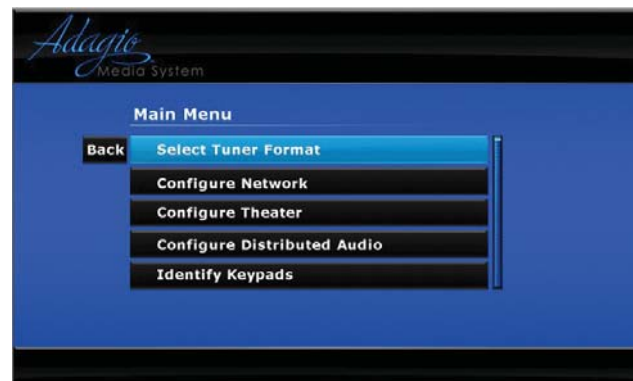 Adagio
Media System
Main Menu
Back
Select Tuner Format
Configure Network
Configure Theater
Configure Distributed Audio
Identify Keypads